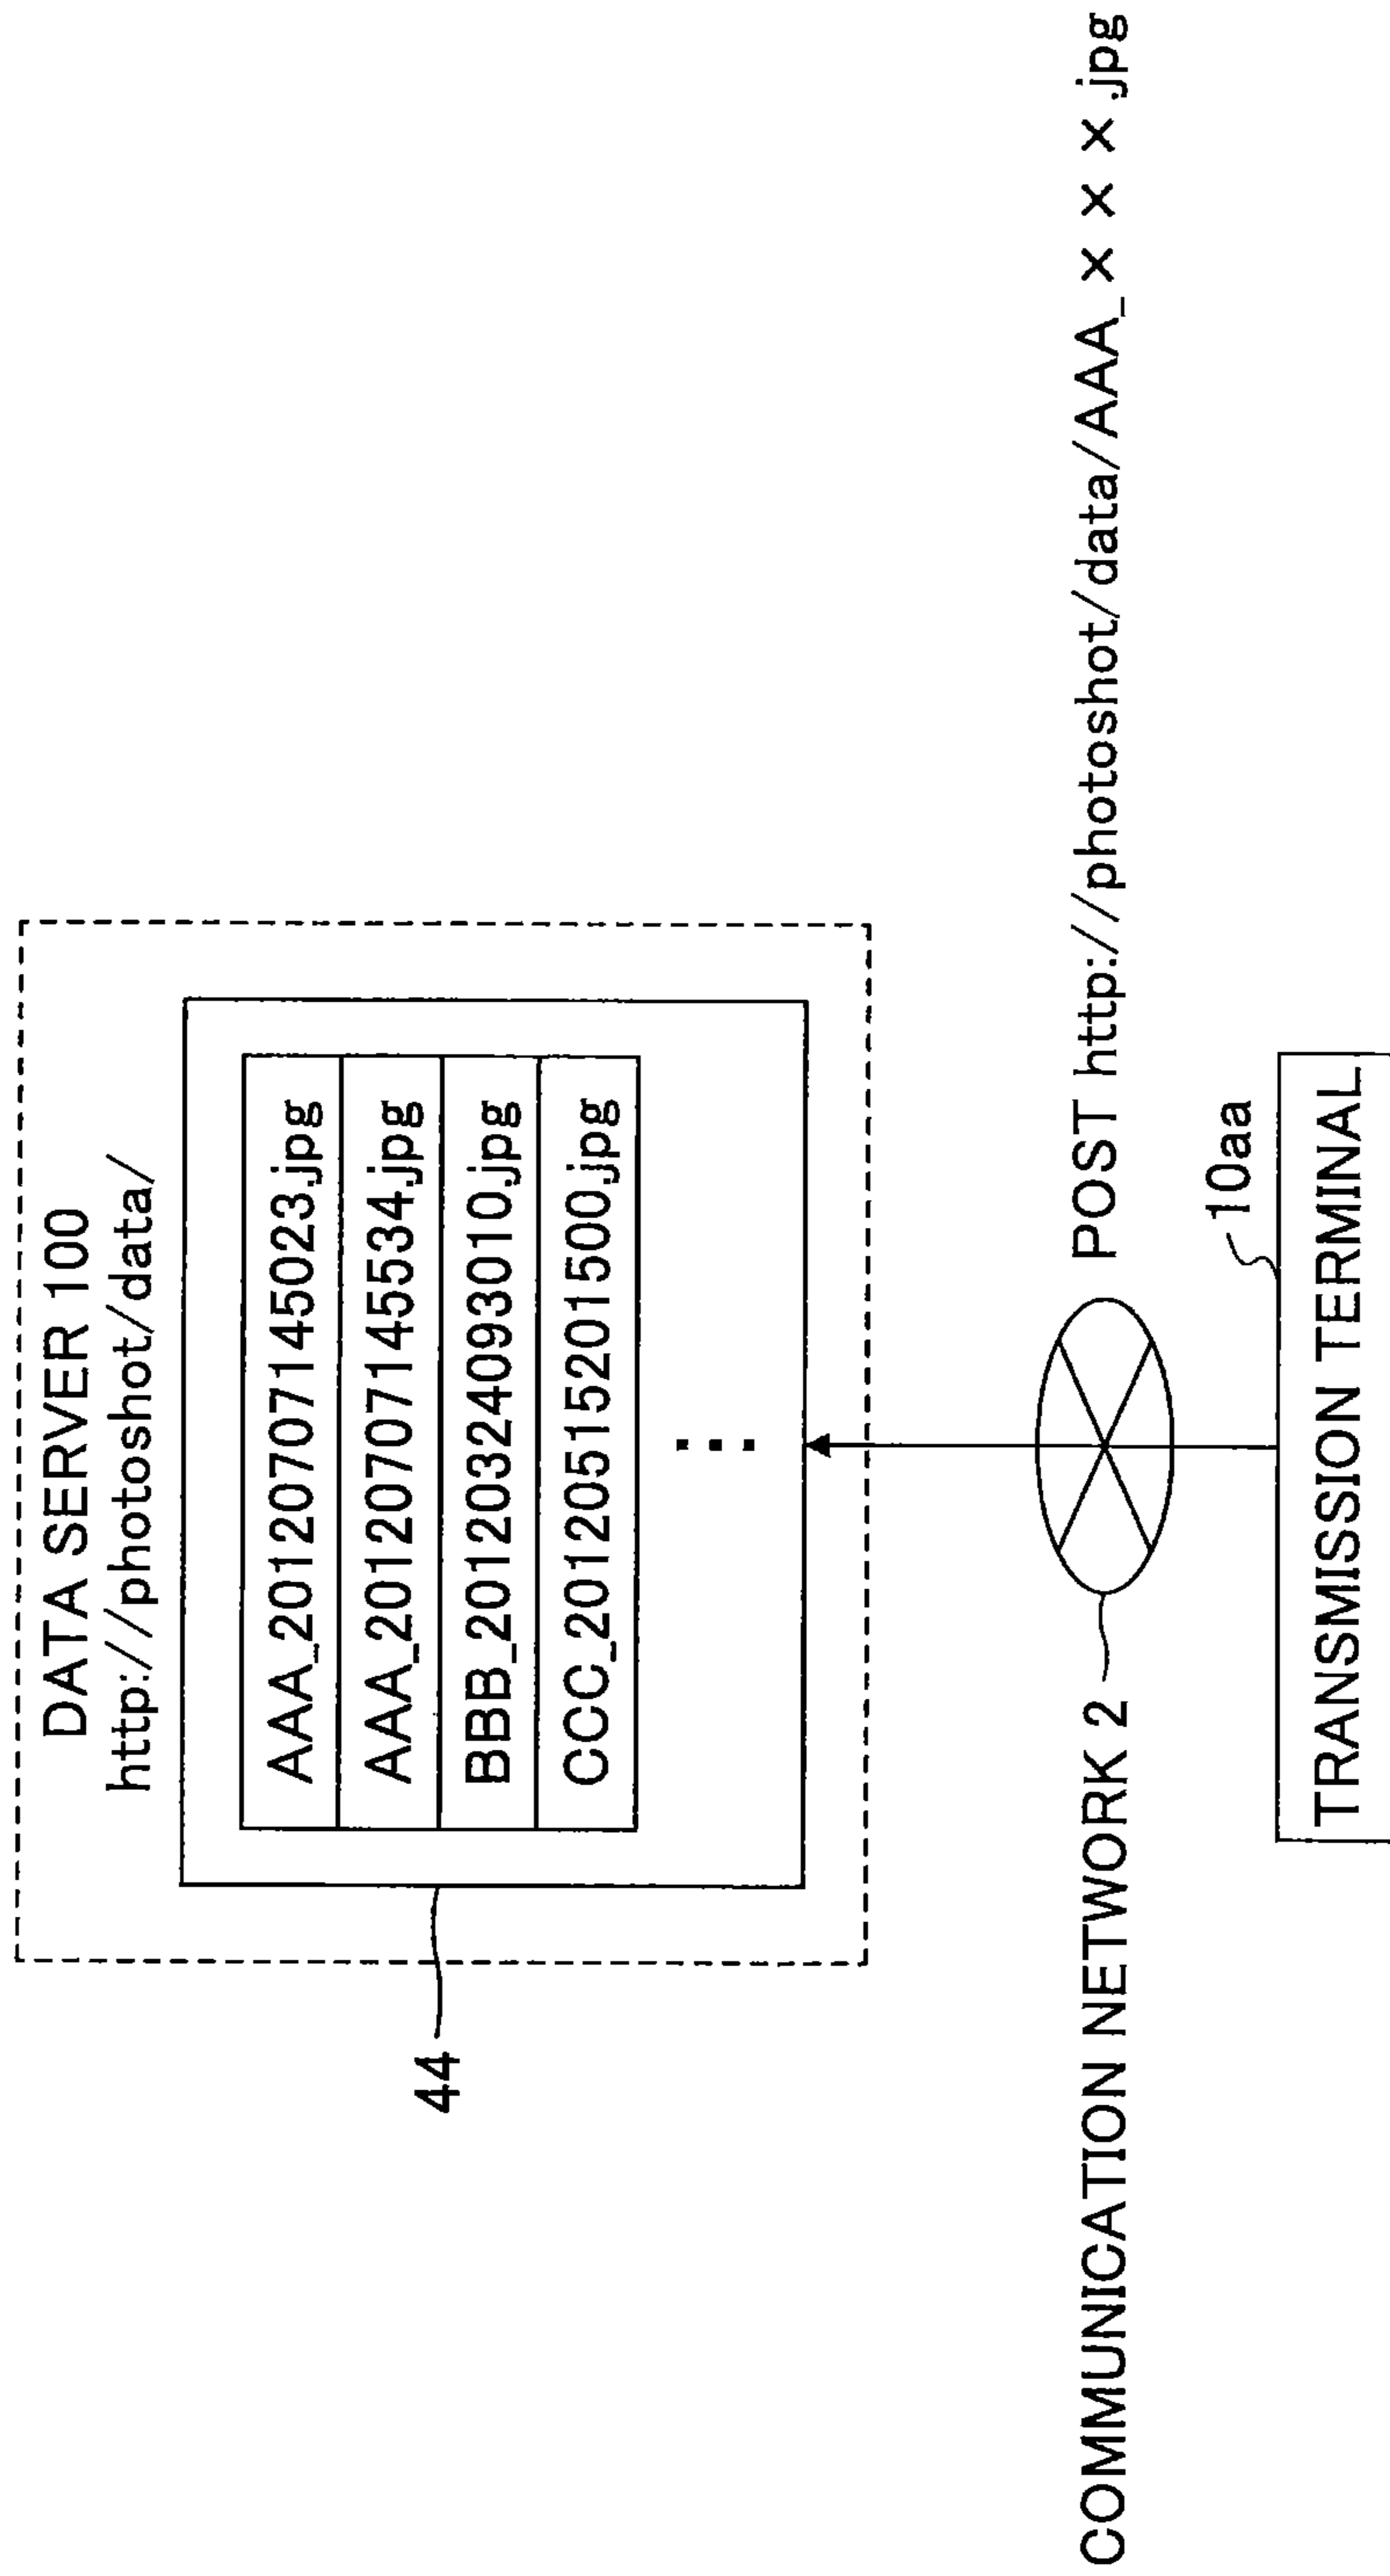 DATA SERVER 100
http://photoshot/data/
AAA_20120707145023.jpg
AAA_20120707145534.jpg
BBB_20120324093010.jpg
CCC_20120515201500.jpg
44
COMMUNICATION NETWORK 2
POST http://photoshot/data/AAA_×××.jpg
10aa
TRANSMISSION TERMINAL